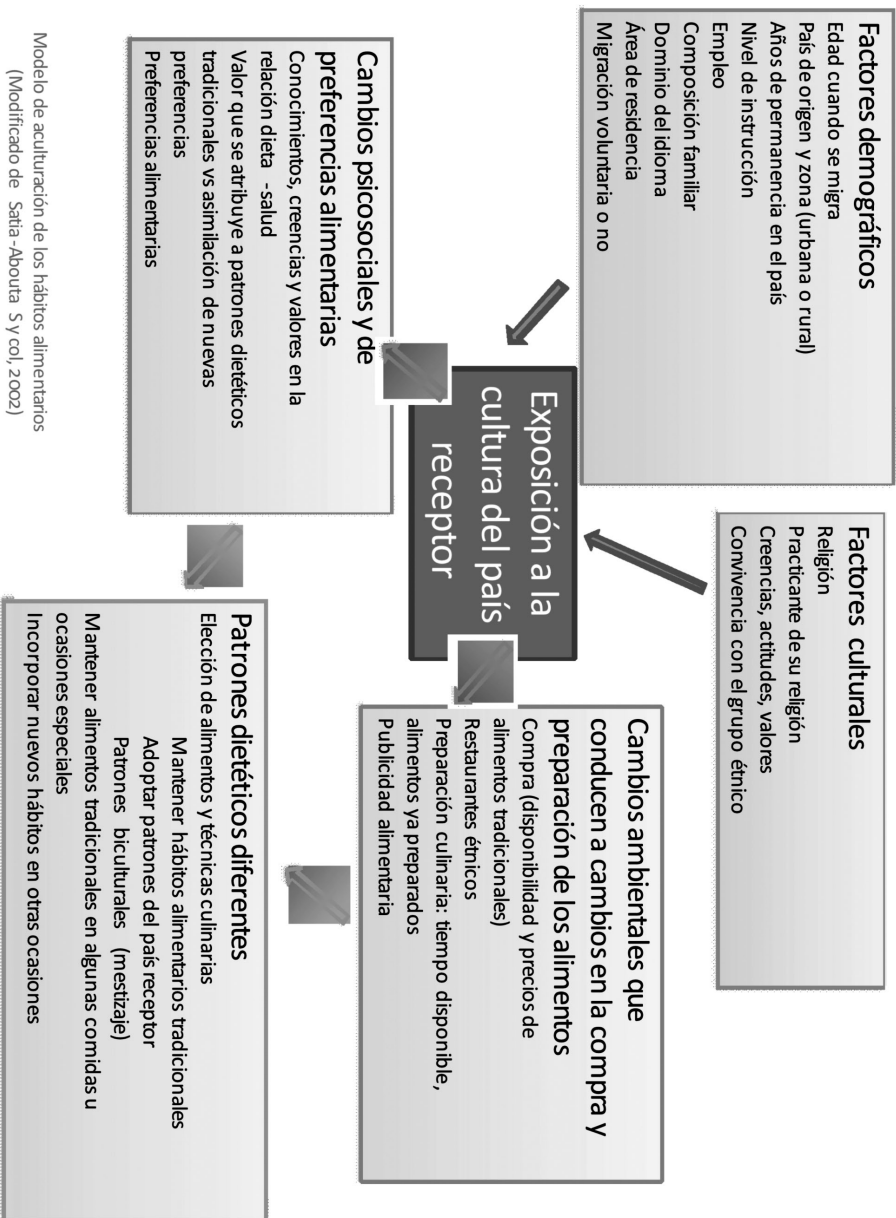 Factores demográficos
Edad cuando se migra
País de origen y zona (urbana o rural)
Años de permanencia en el país
Nivel de instrucción
Empleo
Composición familiar
Dominio del idioma
Área de residencia
Migración voluntaria o no
Factores culturales
Religión
Practicante de su religión
Creencias, actitudes, valores
Convivencia con el grupo étnico
Exposición a la
cultura del país
receptor
Cambios psicosociales y de
preferencias alimentarias
Conocimientos, creencias y valores en la
relación dieta -salud
Valor que se atribuye a patrones dietéticos
tradicionales vs asimilación de nuevas
preferencias
Preferencias alimentarias
Cambios ambientales que
conducen a cambios en la compra y
preparación de los alimentos
Compra (disponibilidad y precios de
alimentos tradicionales)
Restaurantes étnicos
Preparación culinaria: tiempo disponible,
alimentos ya preparados
Publicidad alimentaria
Patrones dietéticos diferentes
Elección de alimentos y técnicas culinarias
Mantener hábitos alimentarios tradicionales
Adoptar patrones del país receptor
Patrones biculturales (mestizaje)
Mantener alimentos tradicionales en algunas comidas u
ocasiones especiales
Incorporar nuevos hábitos en otras ocasiones
Modelo de aculturación de los hábitos alimentarios
(Modificado de Satia-Abouta S y col, 2002)